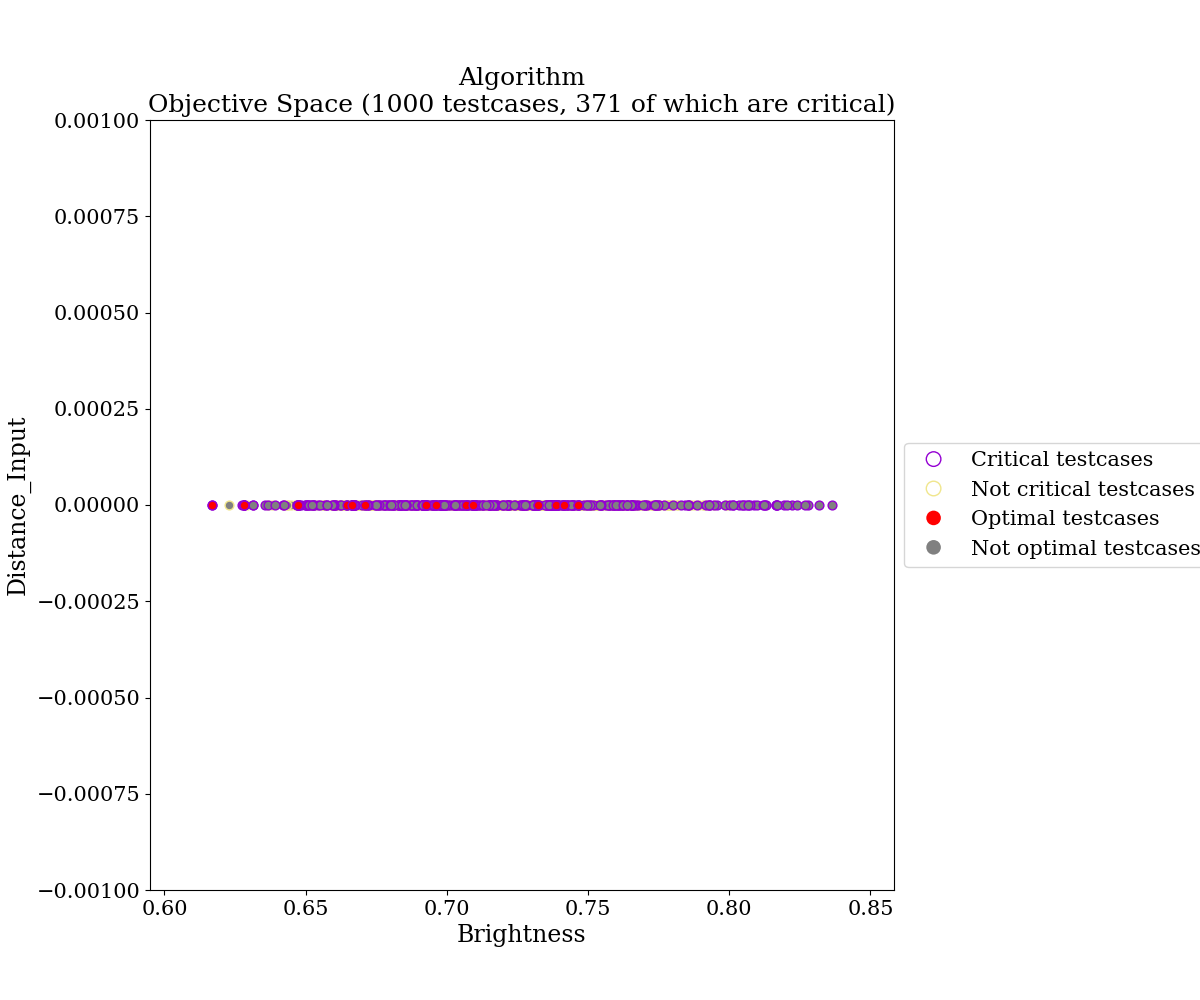 Algorithm
Objective Space (1000 testcases, 371 of which are critical)
0.00100
0.00075
0.00050
0.00025
0.00000
−0.00025
−0.00050
−0.00075
−0.00100
Distance_Input
0.60 0.65 0.70 0.75 0.80 0.85
Brightness
Critical testcases
Not critical testcases
Optimal testcases
Not optimal testcases